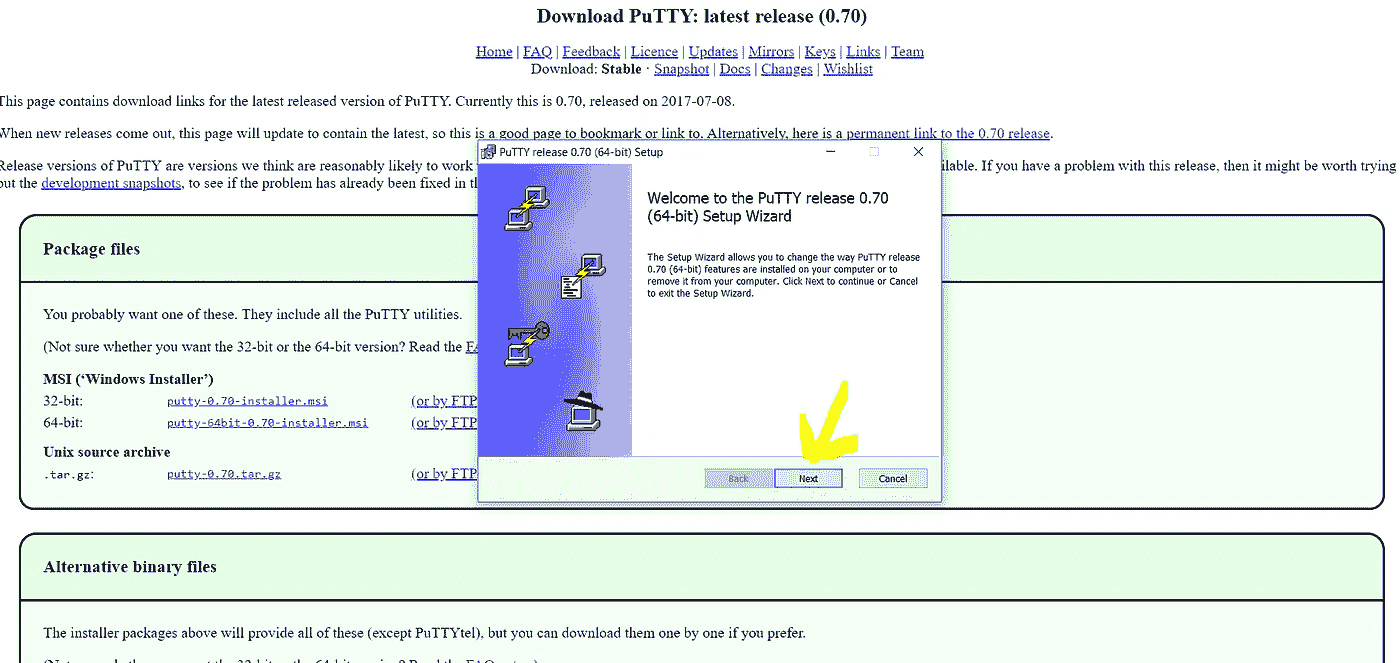 Download PuTTY: latest release (0.70)
Home | FAQ | Feedback | Licence | Updates | Mirrors | Keys | Links | Team
Download: Stable · Snapshot | Docs | Changes | Wishlist
This page contains download links for the latest released version of PuTTY. Currently this is 0.70, released on 2017-07-08.
When new releases come out, this page will update to contain the latest, so this is a good page to bookmark or link to. Alternatively, here is a permanent link to the 0.70 release.
Release versions of PuTTY are versions we think are reasonably likely to work
ilable. If you have a problem with this release, then it might be worth trying
out the development snapshots, to see if the problem has already been fixed in th
PuTTY release 0.70 (64-bit) Setup
Welcome to the PuTTY release 0.70
(64-bit) Setup Wizard
The Setup Wizard allows you to change the way PuTTY release
0.70 (64-bit) features are installed on your computer or to
remove it from your computer. Click Next to continue or Cancel
to exit the Setup Wizard.
Back Next Cancel
Package files
You probably want one of these. They include all the PuTTY utilities.
(Not sure whether you want the 32-bit or the 64-bit version? Read the FA
MSI (‘Windows Installer’)
32-bit: putty-0.70-installer.msi (or by FTP
64-bit: putty-64bit-0.70-installer.msi (or by FTP
Unix source archive
.tar.gz: putty-0.70.tar.gz (or by FTP
Alternative binary files
The installer packages above will provide all of these (except PuTTYtel), but you can download them one by one if you prefer.